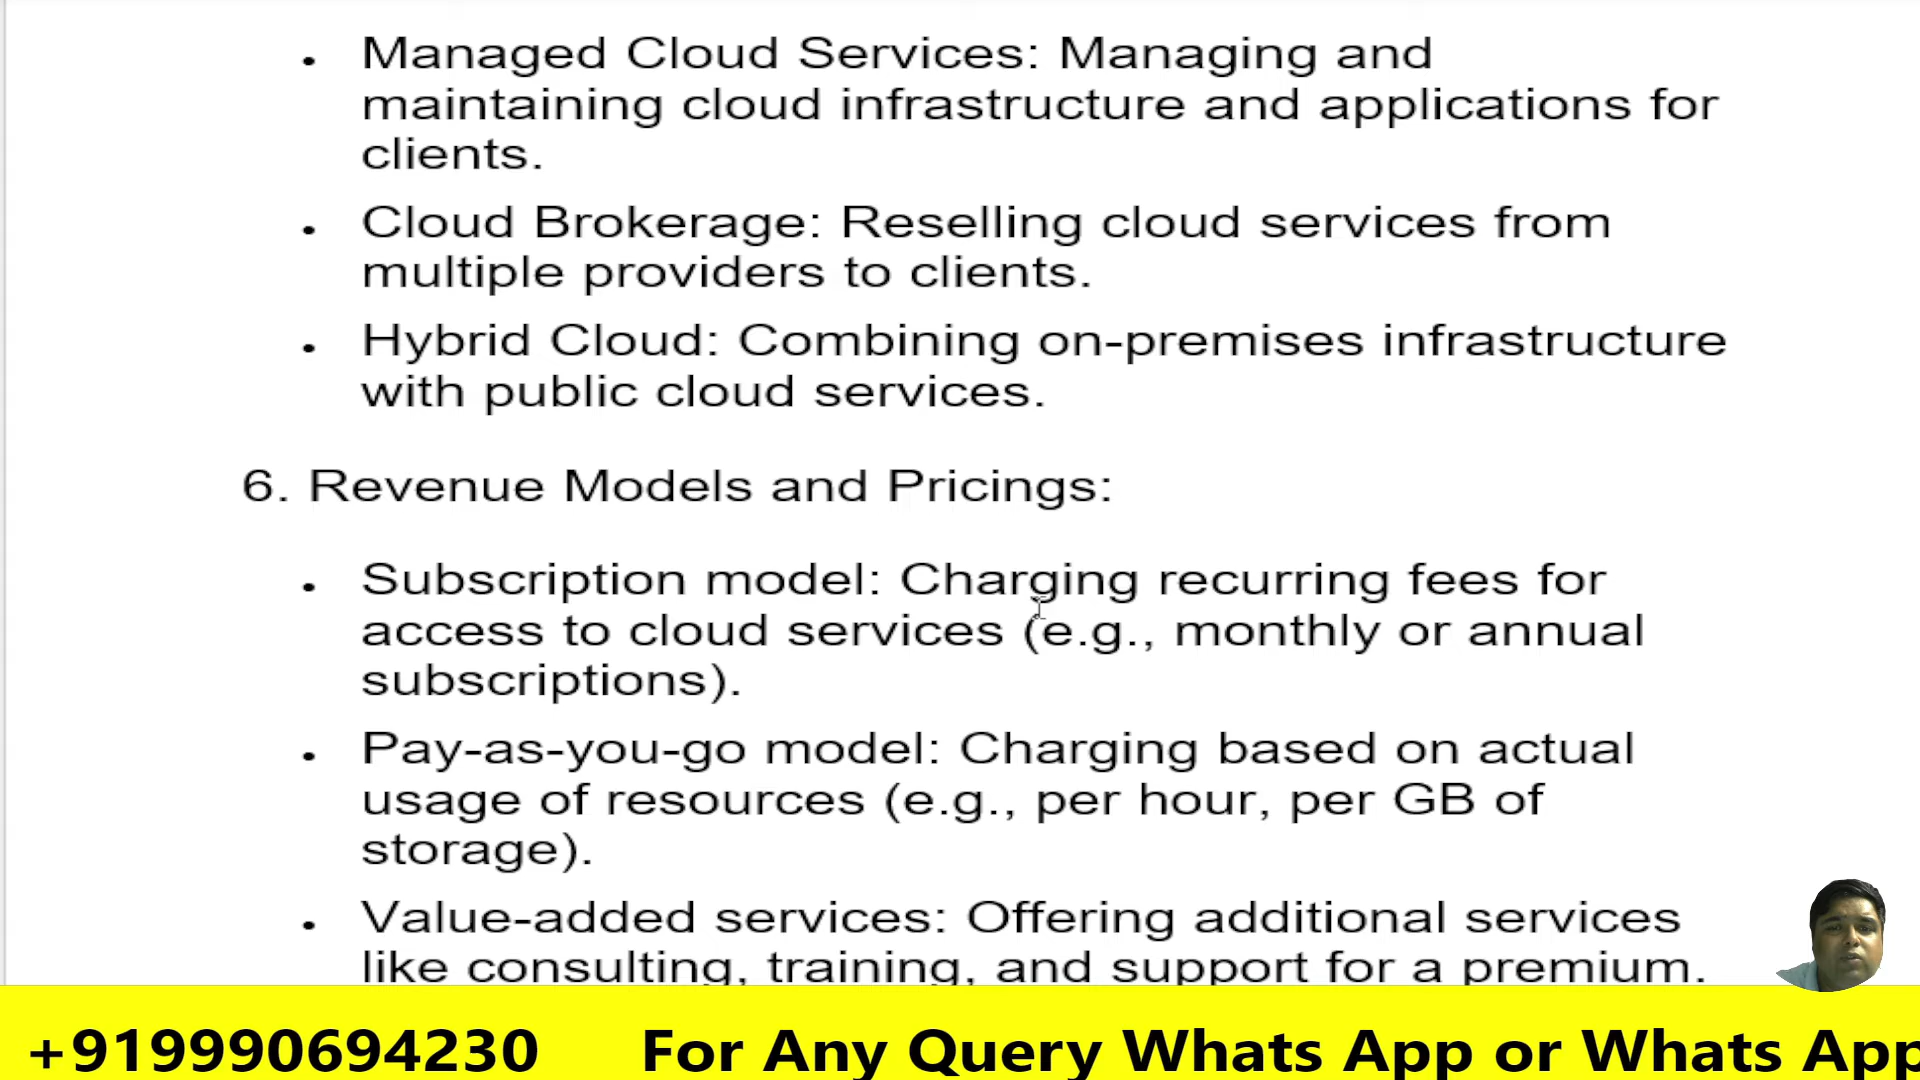 • Managed Cloud Services: Managing and
maintaining cloud infrastructure and applications for
clients.
• Cloud Brokerage: Reselling cloud services from
multiple providers to clients.
• Hybrid Cloud: Combining on-premises infrastructure
with public cloud services.
6. Revenue Models and Pricings:
• Subscription model: Charging recurring fees for
access to cloud services (e.g., monthly or annual
subscriptions).
• Pay-as-you-go model: Charging based on actual
usage of resources (e.g., per hour, per GB of
storage).
• Value-added services: Offering additional services
like consulting, training, and support for a premium.
+919990694230 For Any Query Whats App or Whats App